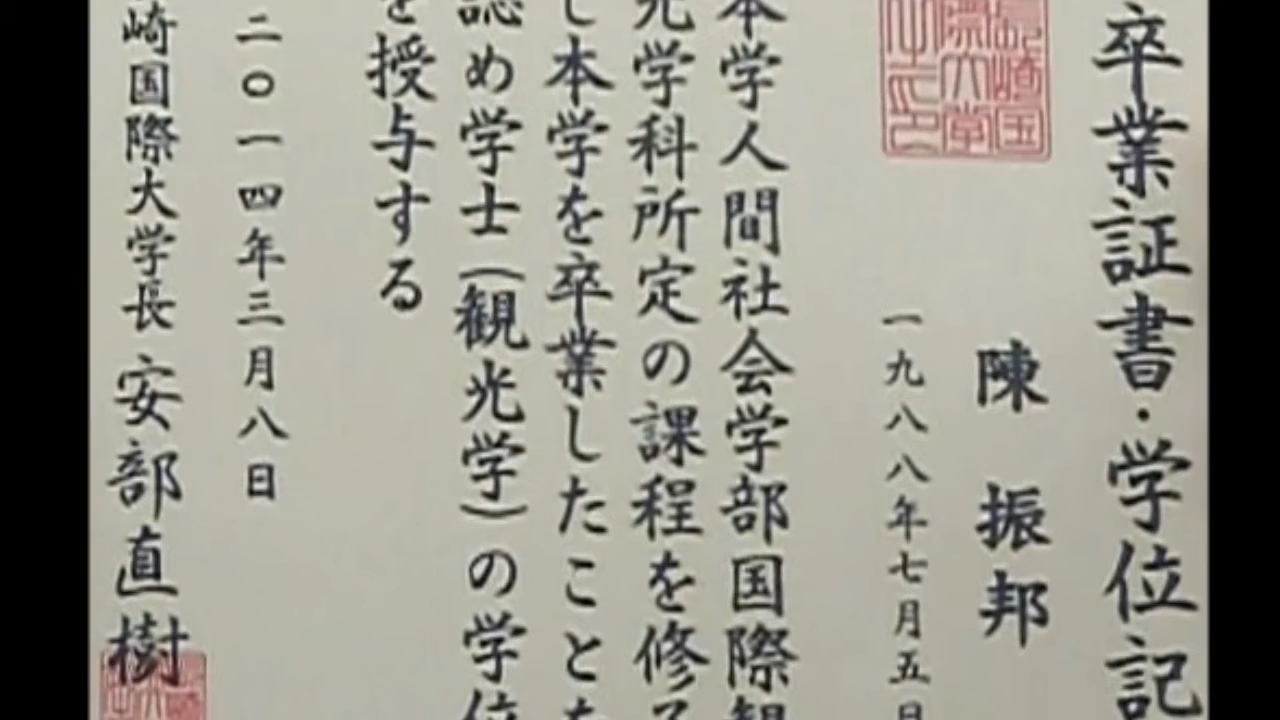 卒業証書・学位記
陳 振 邦
一九八八年七月五日
本学人間社会学部国際観
光学科所定の課程を修
し本学を卒業したことを
認め学士(観光学)の学位
を授与する
二〇一四年三月八日
崎国際大学長 安部直樹